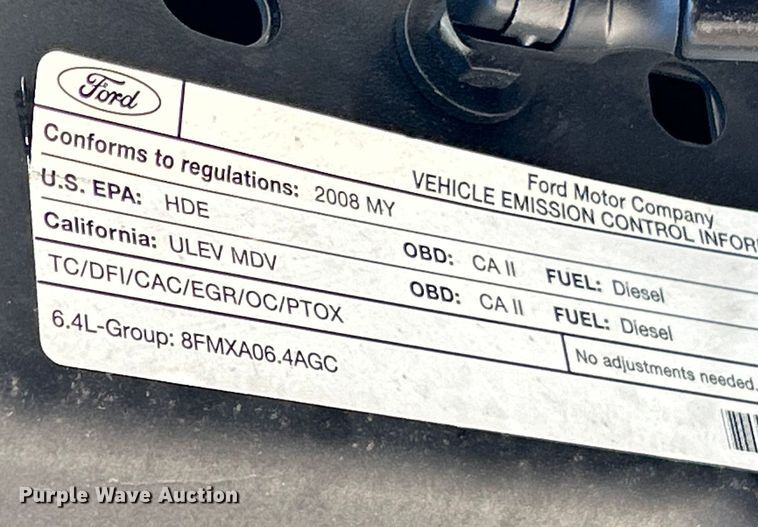 Ford
Ford Motor Company
VEHICLE EMISSION CONTROL INFOR
Conforms to regulations: 2008 MY
U.S. EPA: HDE OBD: CA II FUEL: Diesel
California: ULEV MDV OBD: CA II FUEL: Diesel
TC/DFI/CAC/EGR/OC/PTOX
No adjustments needed.
6.4L-Group: 8FMXA06.4AGC
Purple Wave Auction